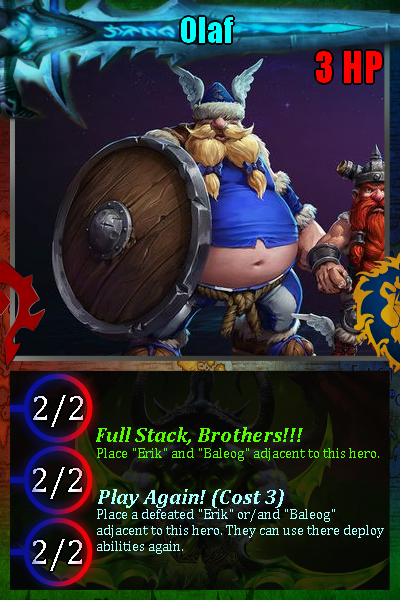 Olaf
3 HP
2/2
Full Stack, Brothers!!!
Place "Erik" and "Baleog" adjacent to this hero.
2/2
Play Again! (Cost 3)
Place a defeated "Erik" or/and "Baleog"
adjacent to this hero. They can use there deploy
abilities again.
2/2